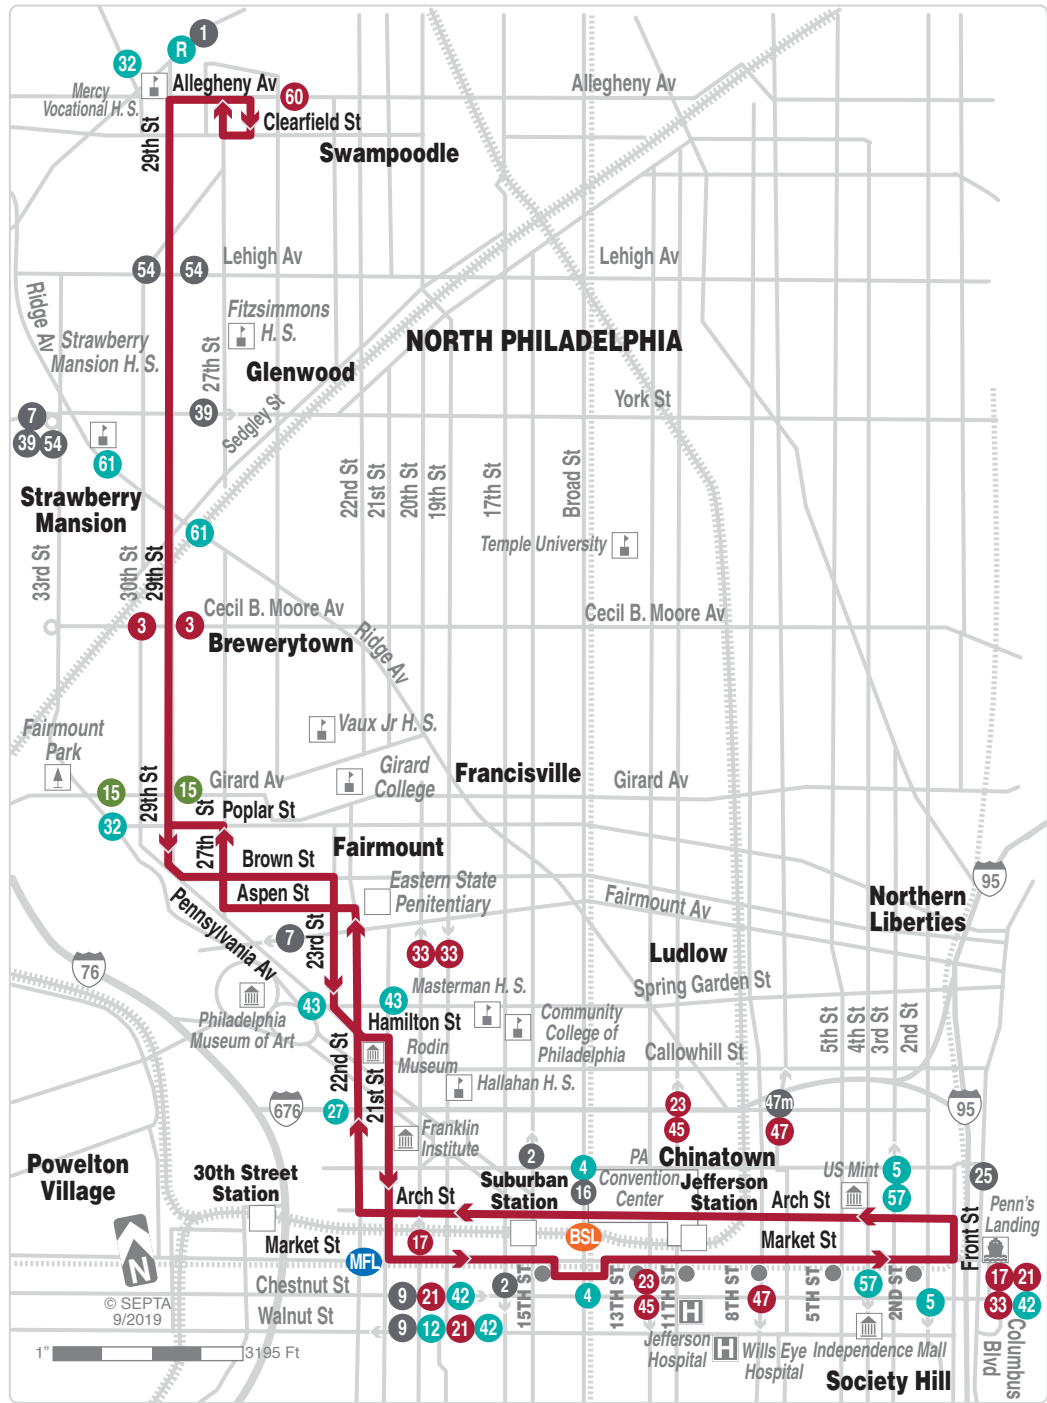 1
R
32
Mercy
Vocational H. S.
Allegheny Av
60
Allegheny Av
Clearfield St
29th St
Swampoodle
54
54
Lehigh Av
Lehigh Av
Ridge Av
Fitzsimmons
H. S.
Strawberry
Mansion H. S.
27th St
NORTH PHILADELPHIA
Glenwood
7
39
54
39
Sedgley St
York St
61
22nd St
21st St
20th St
19th St
17th St
Broad St
Strawberry
Mansion
61
Temple University
33rd St
30th St
29th St
3
3
Cecil B. Moore Av
Cecil B. Moore Av
Brewerytown
Ridge Av
Vaux Jr H. S.
Fairmount
Park
Girard
College
Francisville
29th St
15
15
Girard Av
Girard Av
32
27th St
Poplar St
Brown St
Fairmount
Aspen St
Eastern State
Penitentiary
Fairmount Av
Northern
Liberties
95
Pennsylvania Av
7
23rd St
33
33
Ludlow
76
Spring Garden St
Masterman H. S.
43
43
Philadelphia
Museum of Art
Hamilton St
Community
College of
Philadelphia
Rodin
Museum
Callowhill St
5th St
4th St
3rd St
2nd St
22nd St
21st St
Hallahan H. S.
676
27
23
45
47m
47
95
Franklin
Institute
2
Chinatown
Powelton
Village
30th Street
Station
Suburban
Station
4
16
PA
Convention
Center
Jefferson
Station
US Mint
5
57
25
Arch St
Arch St
Penn's
Landing
17
BSL
Market St
Market St
Front St
MFL
N
Chestnut St
9
21
42
2
4
23
45
47
57
5
17
21
33
42
© SEPTA
9/2019
Walnut St
9
12
21
42
15TH ST
13TH ST
11TH ST
8TH ST
5TH ST
2ND ST
H
Jefferson
Hospital
H
Wills Eye
Hospital
Independence Mall
Columbus
Blvd
1"
3195 Ft
Society Hill